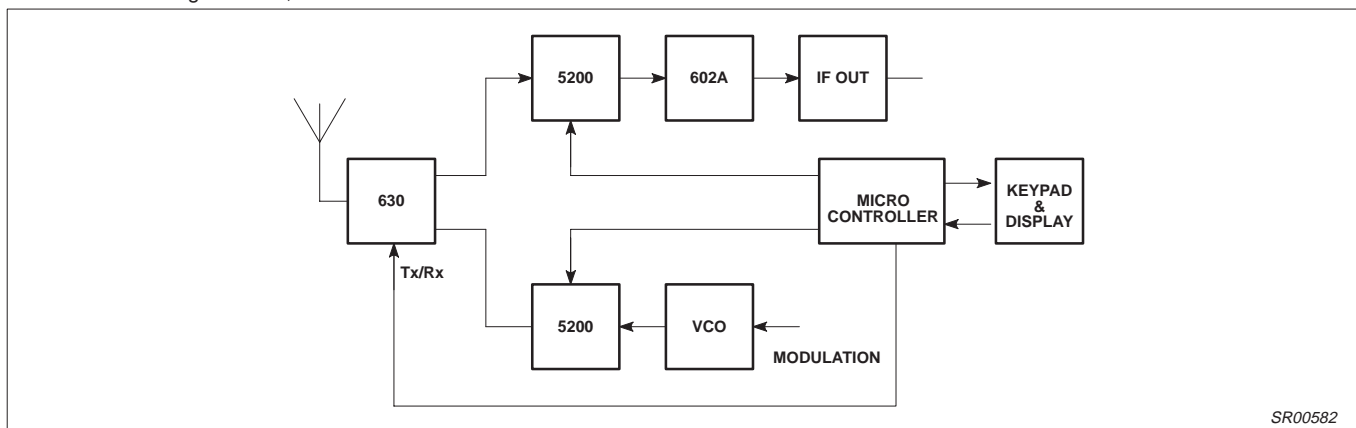 5200
602A
IF OUT
630
MICRO
CONTROLLER
KEYPAD
&
DISPLAY
Tx/Rx
5200
VCO
MODULATION
SR00582